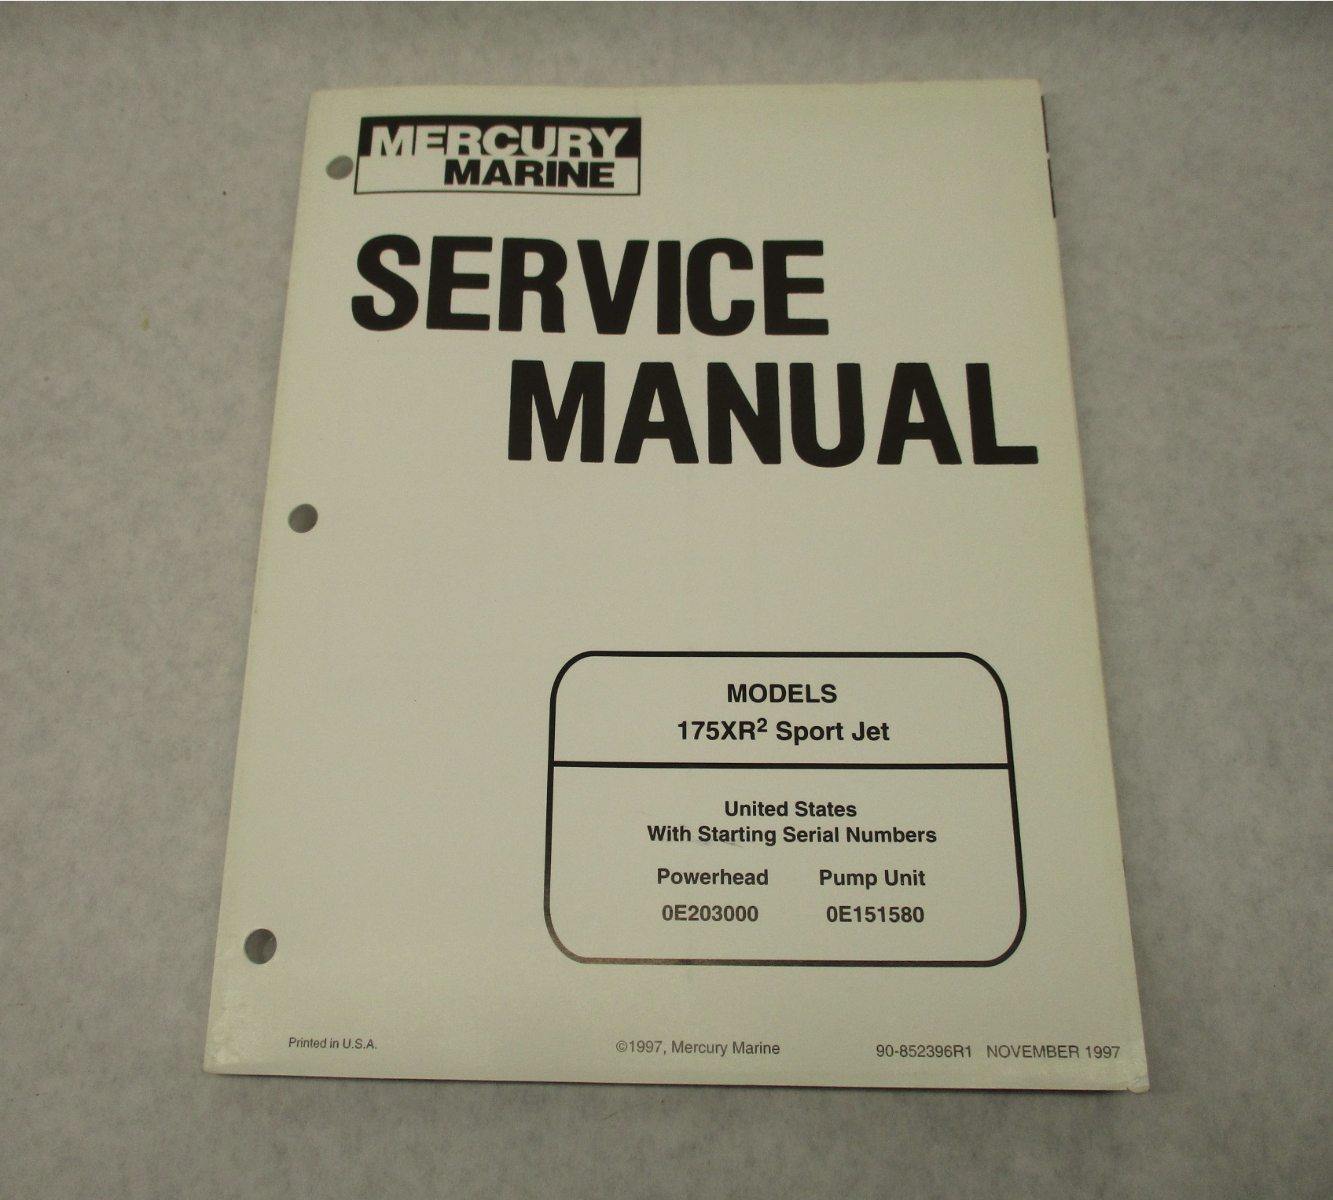 MERCURY
MARINE
SERVICE
MANUAL
MODELS
175XR² Sport Jet
United States
With Starting Serial Numbers
Powerhead Pump Unit
0E203000 0E151580
Printed in U.S.A. ©1997, Mercury Marine 90-852396R1 NOVEMBER 1997